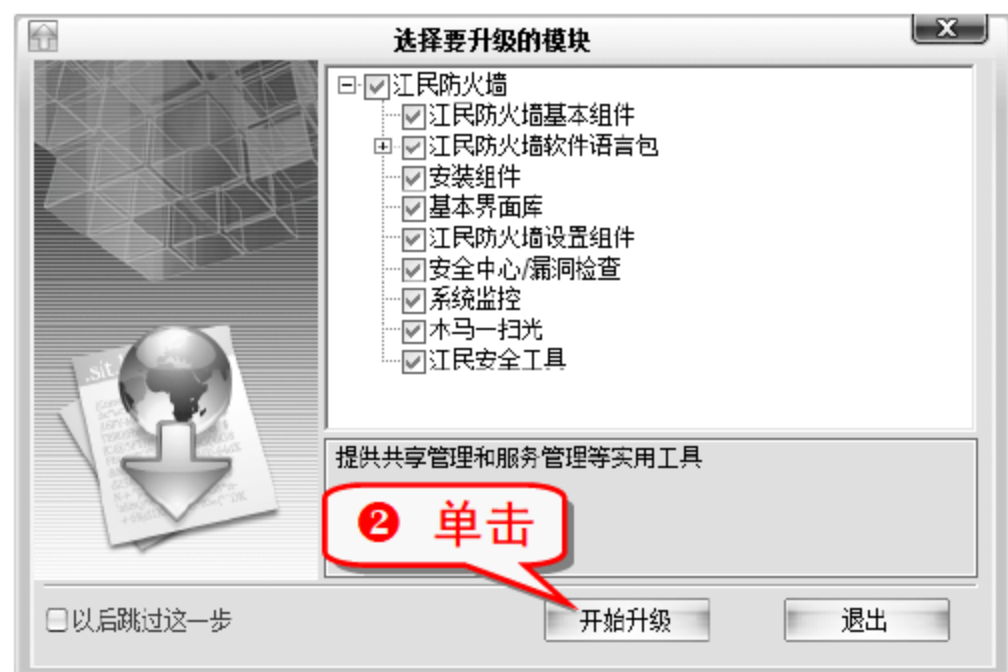 选择要升级的模块
江民防火墙
江民防火墙基本组件
江民防火墙软件语言包
安装组件
基本界面库
江民防火墙设置组件
安全中心/漏洞检查
系统监控
木马一扫光
江民安全工具
.sit
提供共享管理和服务管理等实用工具
❷ 单击
以后跳过这一步
开始升级
退出